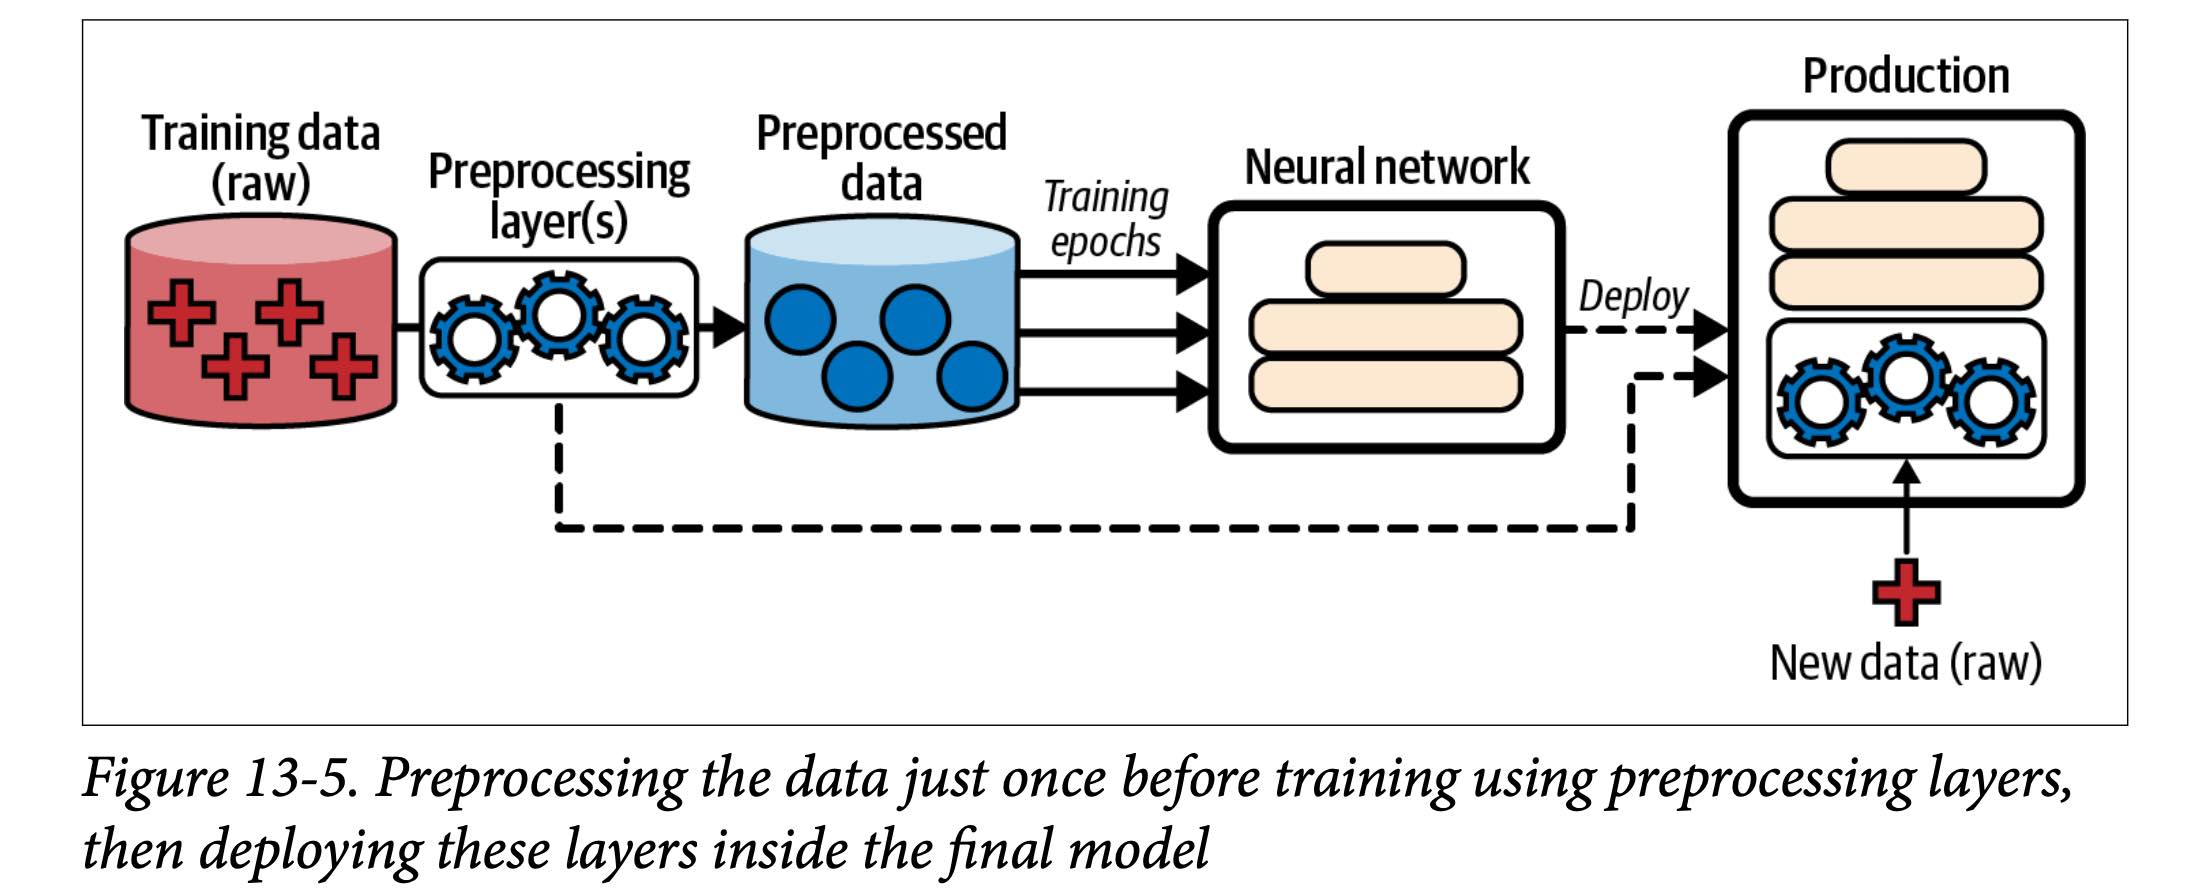 Training data
(raw)
Preprocessing
layer(s)
Preprocessed
data
Training
epochs
Neural network
Deploy
Production
New data (raw)
Figure 13-5. Preprocessing the data just once before training using preprocessing layers,
then deploying these layers inside the final model